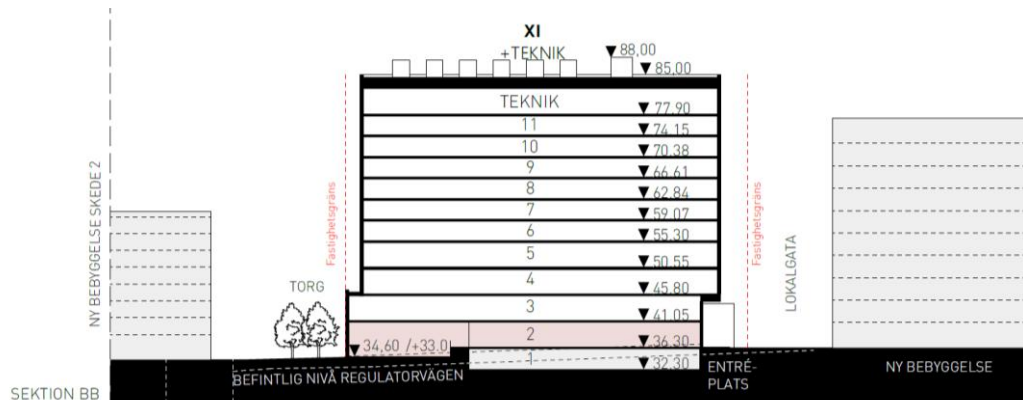 XI
+TEKNIK
88,00
85,00
TEKNIK
77.90
11
74.15
10
70.38
9
66.61
8
62.84
7
59.07
6
55.30
5
50.55
4
45.80
3
41.05
2
36.30
1
32.30
34,60 /+33.0
NY BEBYGGELSE SKEDE 2
Fastighetsgräns
TORG
Fastighetsgräns
LOKALGATA
BEFINTLIG NIVÅ REGULATORVÄGEN
ENTRÉ-
PLATS
NY BEBYGGELSE
SEKTION BB